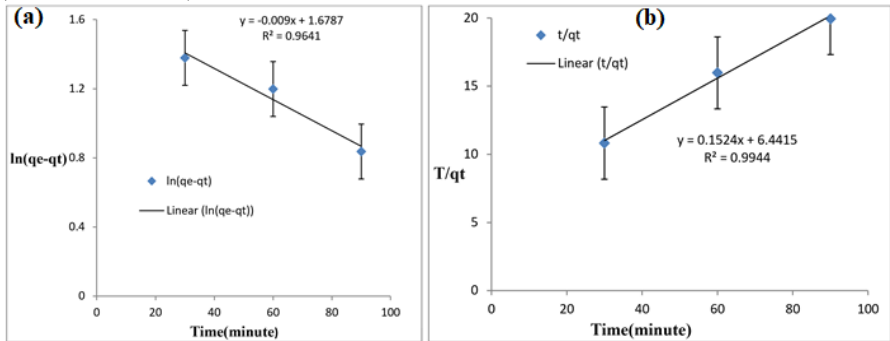 (a)
y = -0.009x + 1.6787
R² = 0.9641
1.6
1.2
0.8
0.4
0
ln(qe-qt)
ln(qe-qt)
Linear (ln(qe-qt))
0 20 40 60 80 100
Time(minute)
(b)
t/qt
Linear (t/qt)
y = 0.1524x + 6.4415
R² = 0.9944
20
15
10
5
0
T/qt
0 20 40 60 80 100
Time(minute)